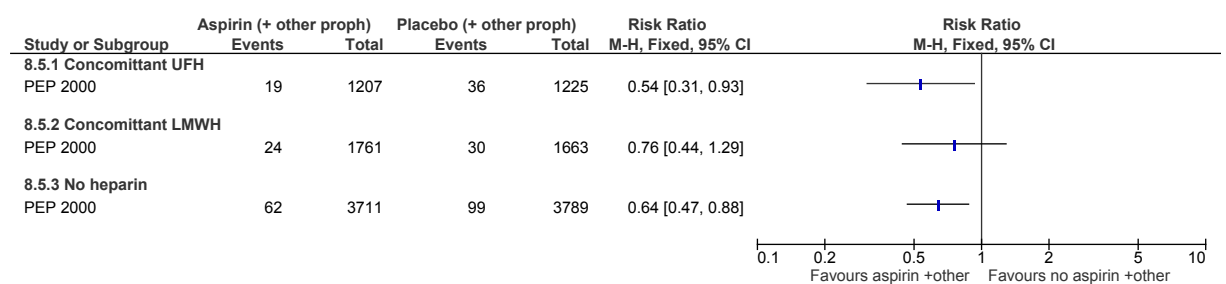 Aspirin (+ other proph) Placebo (+ other proph) Risk Ratio Risk Ratio
Study or Subgroup Events Total Events Total M-H, Fixed, 95% CI M-H, Fixed, 95% CI
8.5.1 Concomittant UFH
PEP 2000 19 1207 36 1225 0.54 [0.31, 0.93]
8.5.2 Concomittant LMWH
PEP 2000 24 1761 30 1663 0.76 [0.44, 1.29]
8.5.3 No heparin
PEP 2000 62 3711 99 3789 0.64 [0.47, 0.88]
0.1 0.2 0.5 1 2 5 10
Favours aspirin +other Favours no aspirin +other